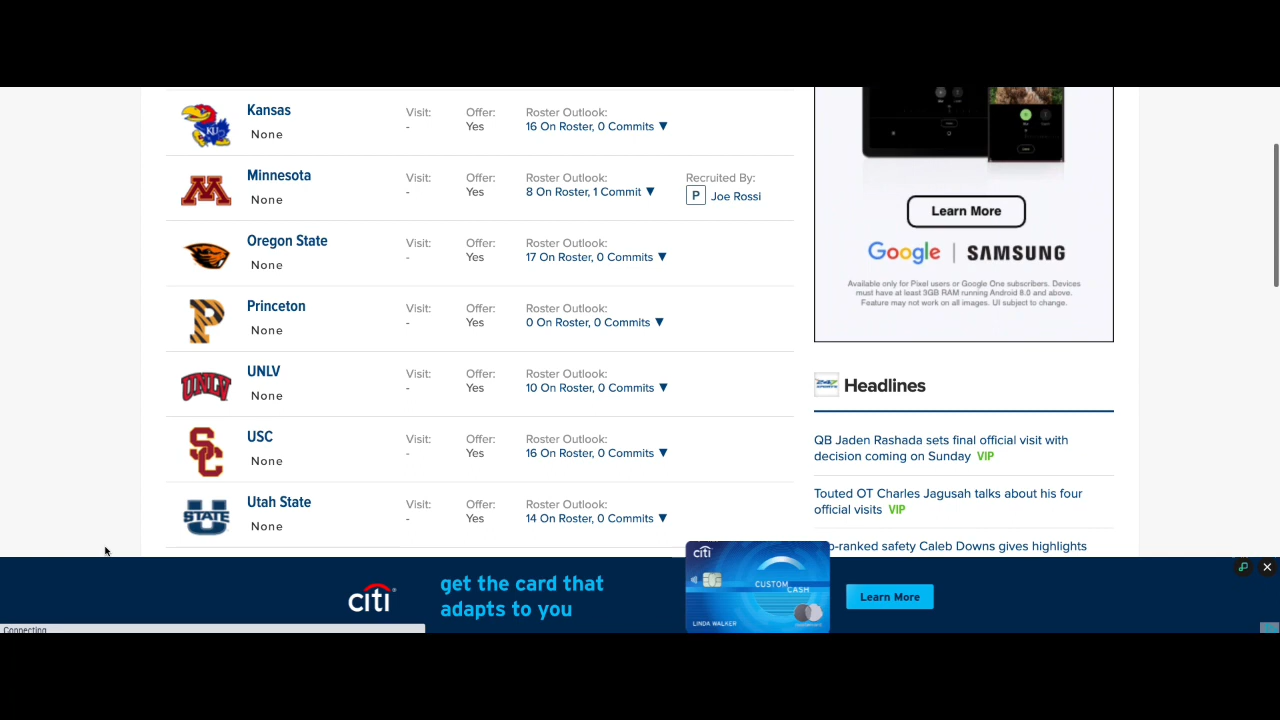 Kansas
None
Visit:
-
Offer:
Yes
Roster Outlook:
16 On Roster, 0 Commits ▼
Minnesota
None
Visit:
-
Offer:
Yes
Roster Outlook:
8 On Roster, 1 Commit ▼
Recruited By:
P Joe Rossi
Oregon State
None
Visit:
-
Offer:
Yes
Roster Outlook:
17 On Roster, 0 Commits ▼
Princeton
None
Visit:
-
Offer:
Yes
Roster Outlook:
0 On Roster, 0 Commits ▼
UNLV
UNLV
None
Visit:
-
Offer:
Yes
Roster Outlook:
10 On Roster, 0 Commits ▼
USC
None
Visit:
-
Offer:
Yes
Roster Outlook:
16 On Roster, 0 Commits ▼
STATE
Utah State
None
Visit:
-
Offer:
Yes
Roster Outlook:
14 On Roster, 0 Commits ▼
Learn More
Google | SAMSUNG
Available only for Pixel users or Google One subscribers. Devices
must have at least 3GB RAM running Android 8.0 and above.
Feature may not work on all images. UI subject to change.
Headlines
QB Jaden Rashada sets final official visit with
decision coming on Sunday VIP
Touted OT Charles Jagusah talks about his four
official visits VIP
-ranked safety Caleb Downs gives highlights
citi
get the card that
adapts to you
citi
CUSTOM
CASH
LINDA WALKER
Learn More
Connecting